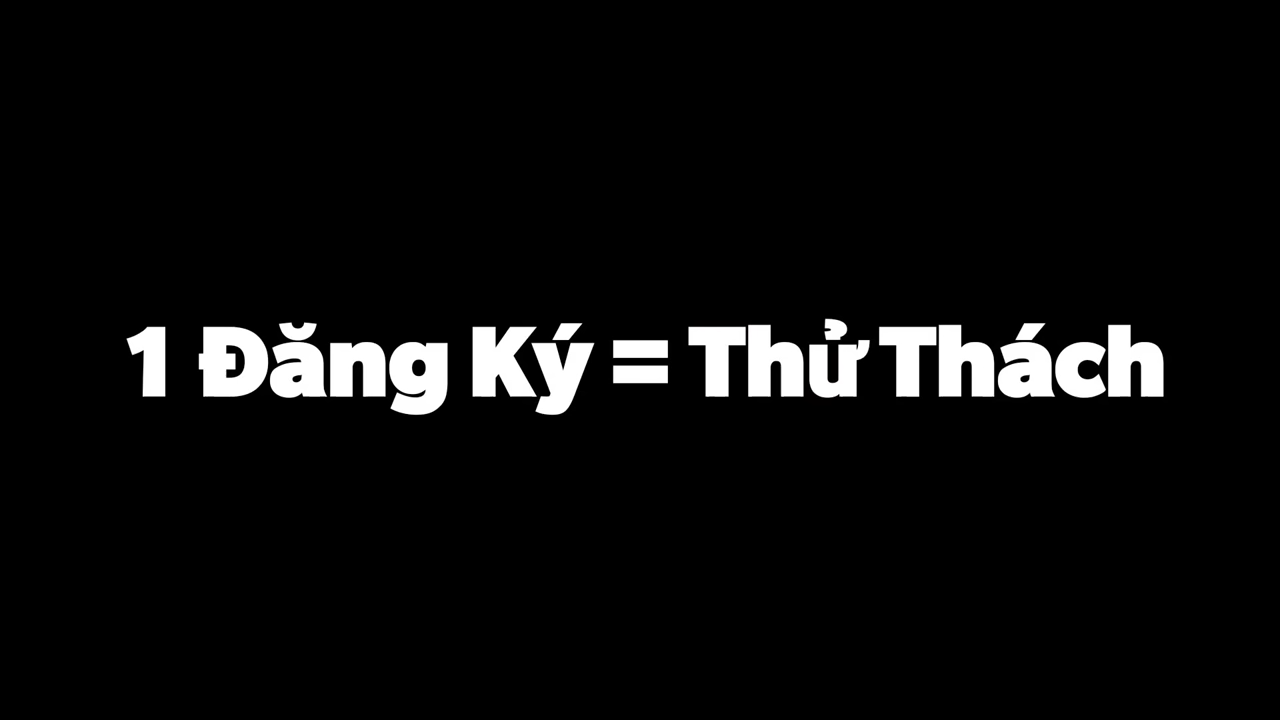 1 Đăng Ký = Thử Thách